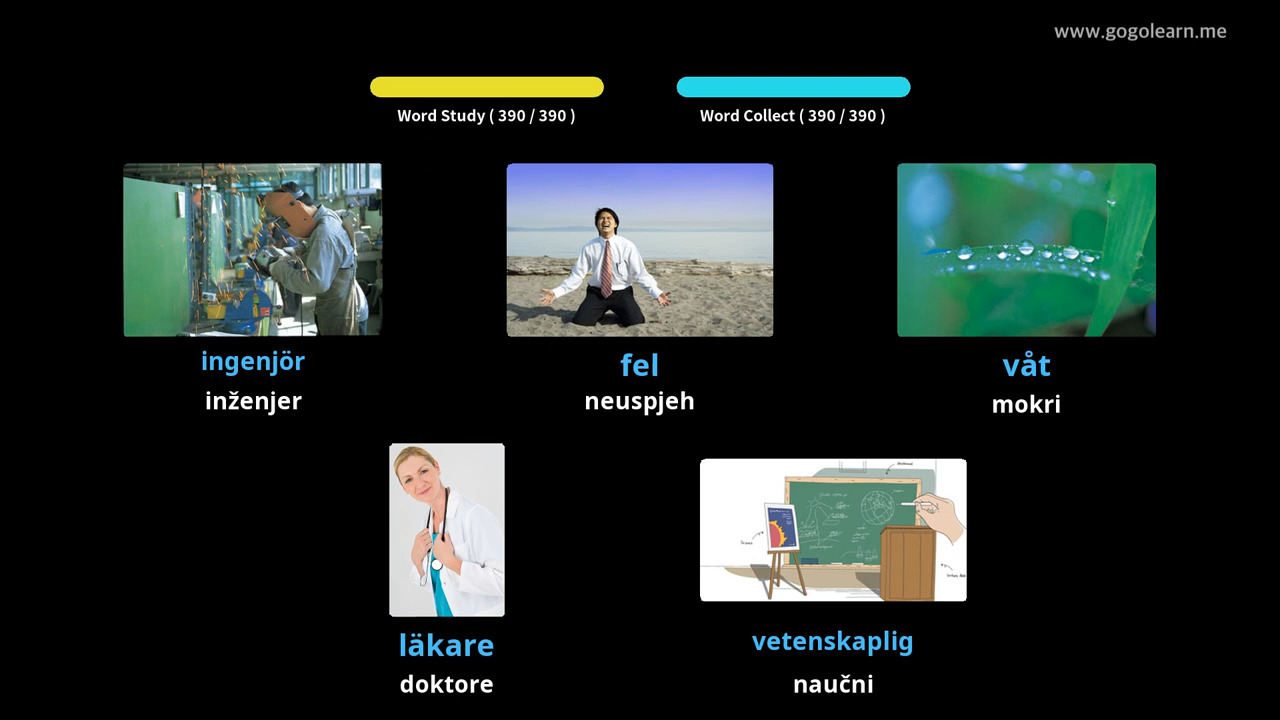 www.gogolearn.me
Word Study ( 390 / 390 )
Word Collect ( 390 / 390 )
ingenjör
inženjer
fel
neuspjeh
våt
mokri
läkare
doktore
vetenskaplig
naučni